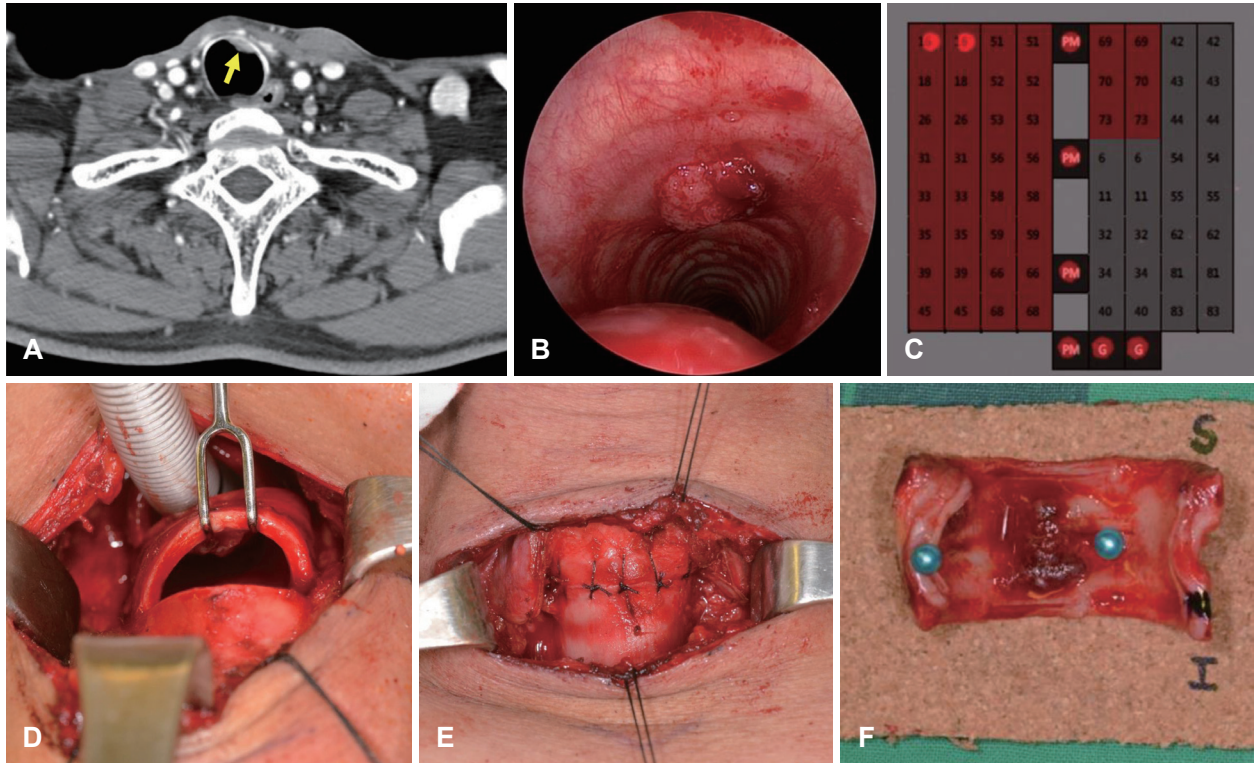 A
B
51 51 PM 69 69 42 42
18 18 52 52 70 70 43 43
26 26 53 53 73 73 44 44
31 31 56 56 PM 6 6 54 54
33 33 58 58 11 11 55 55
35 35 59 59 32 32 62 62
39 39 66 66 PM 34 34 81 81
45 45 68 68 40 40 83 83
PM G G
C
D
E
S
I
F